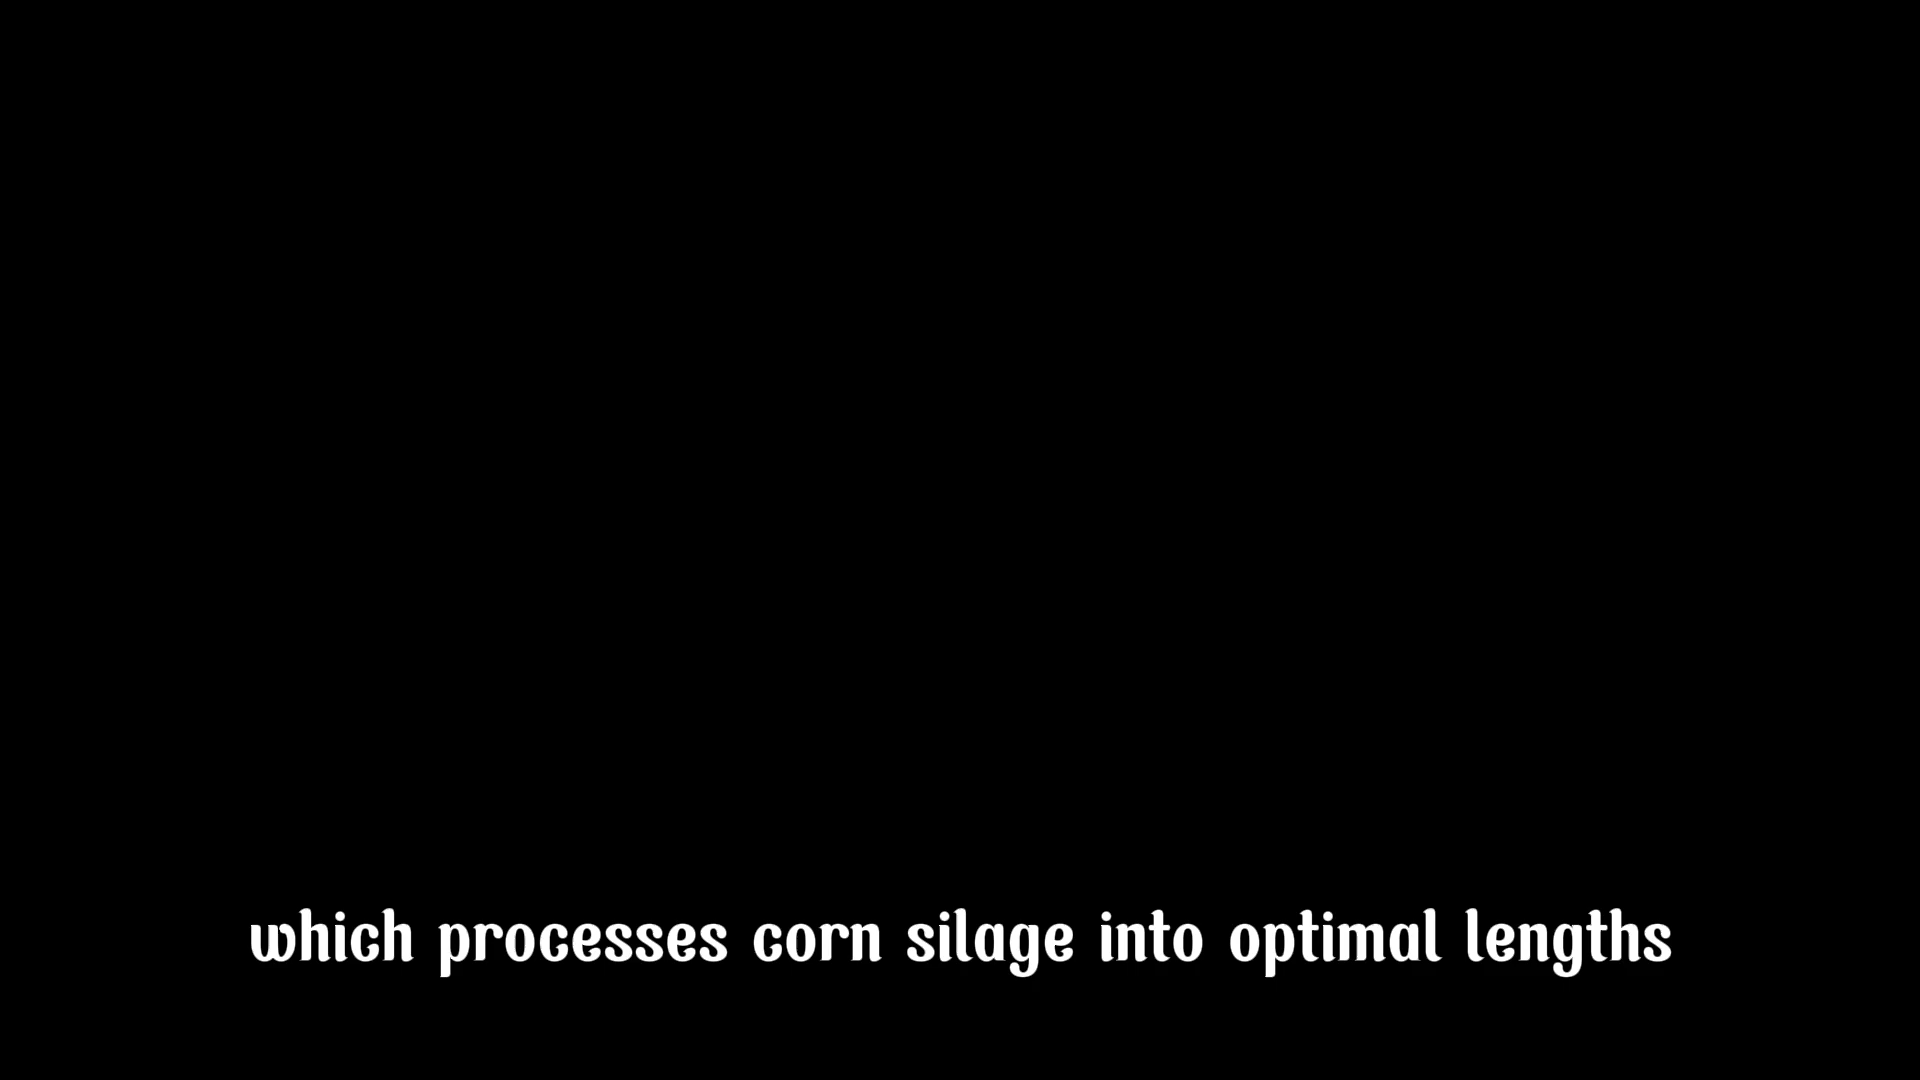 which processes corn silage into optimal lengths